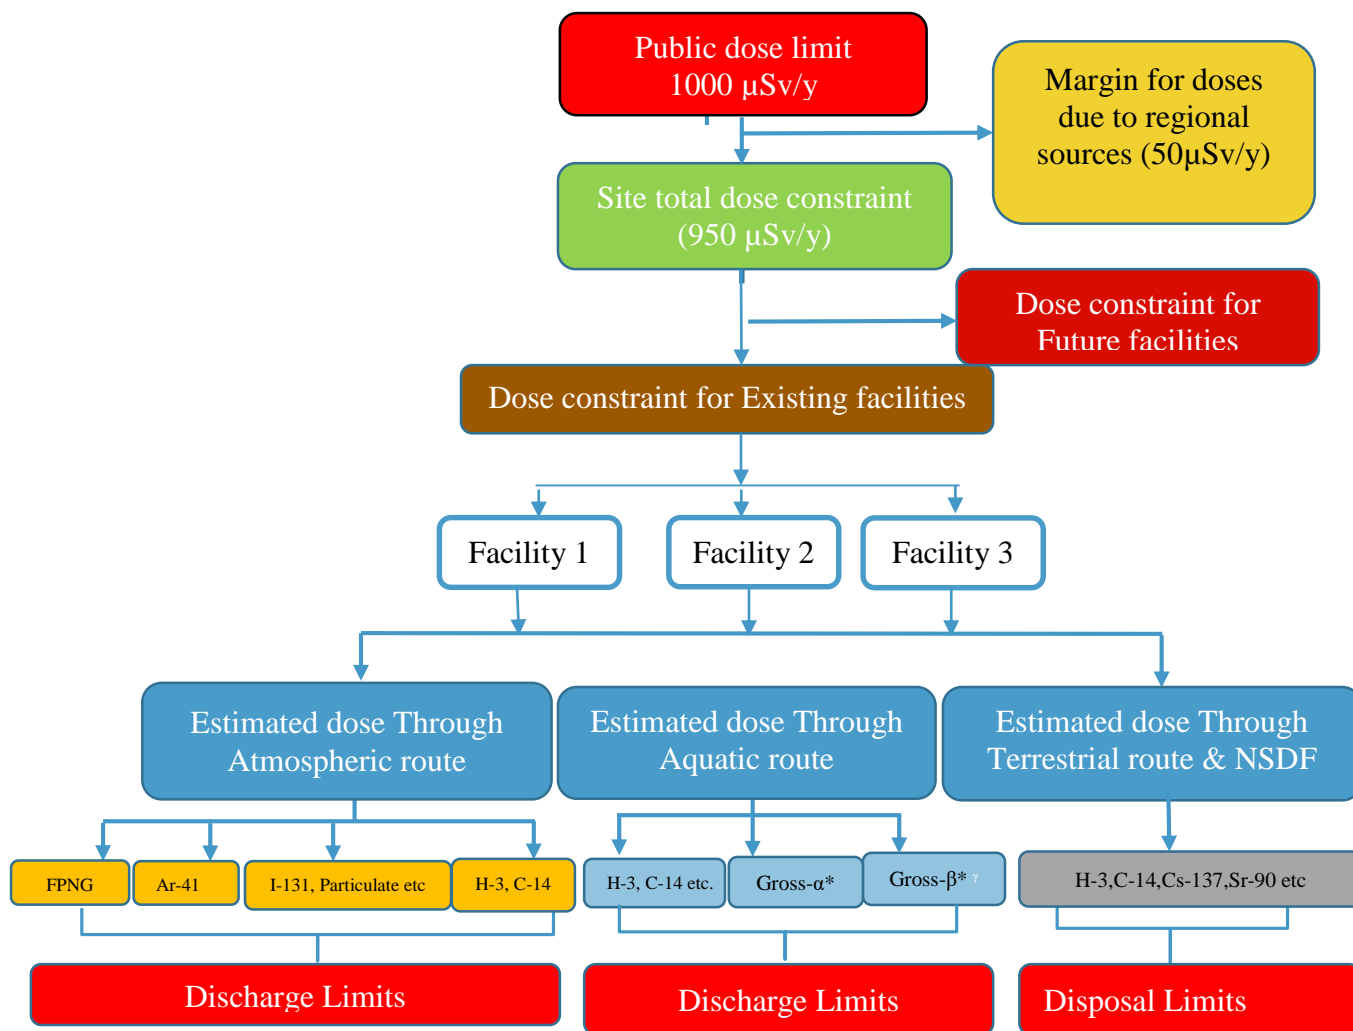 Public dose limit
1000 µSv/y
Margin for doses
due to regional
sources (50µSv/y)
Site total dose constraint
(950 µSv/y)
Dose constraint for
Future facilities
Dose constraint for Existing facilities
Facility 1
Facility 2
Facility 3
Estimated dose Through
Atmospheric route
Estimated dose Through
Aquatic route
Estimated dose Through
Terrestrial route & NSDF
FPNG
Ar-41
I-131, Particulate etc
H-3, C-14
H-3, C-14 etc.
Gross-α*
Gross-β* γ
H-3,C-14,Cs-137,Sr-90 etc
Discharge Limits
Discharge Limits
Disposal Limits